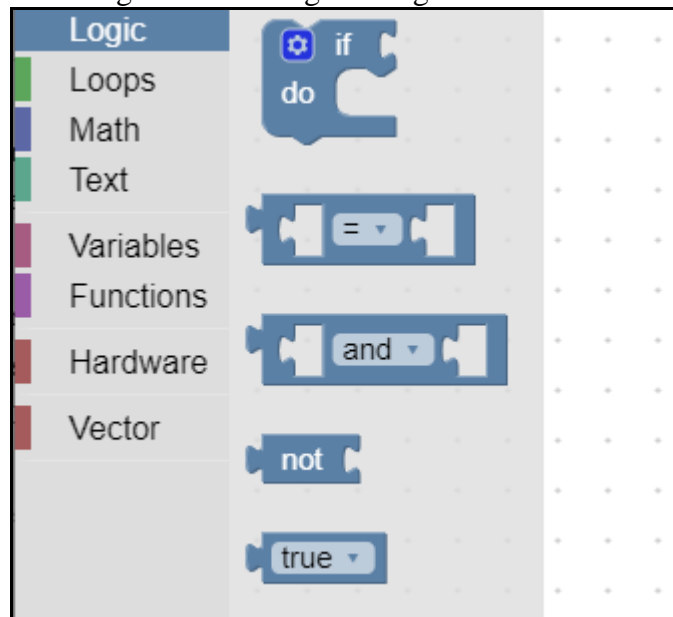 Logic
Loops
Math
Text
Variables
Functions
Hardware
Vector
if
do
=
and
not
true